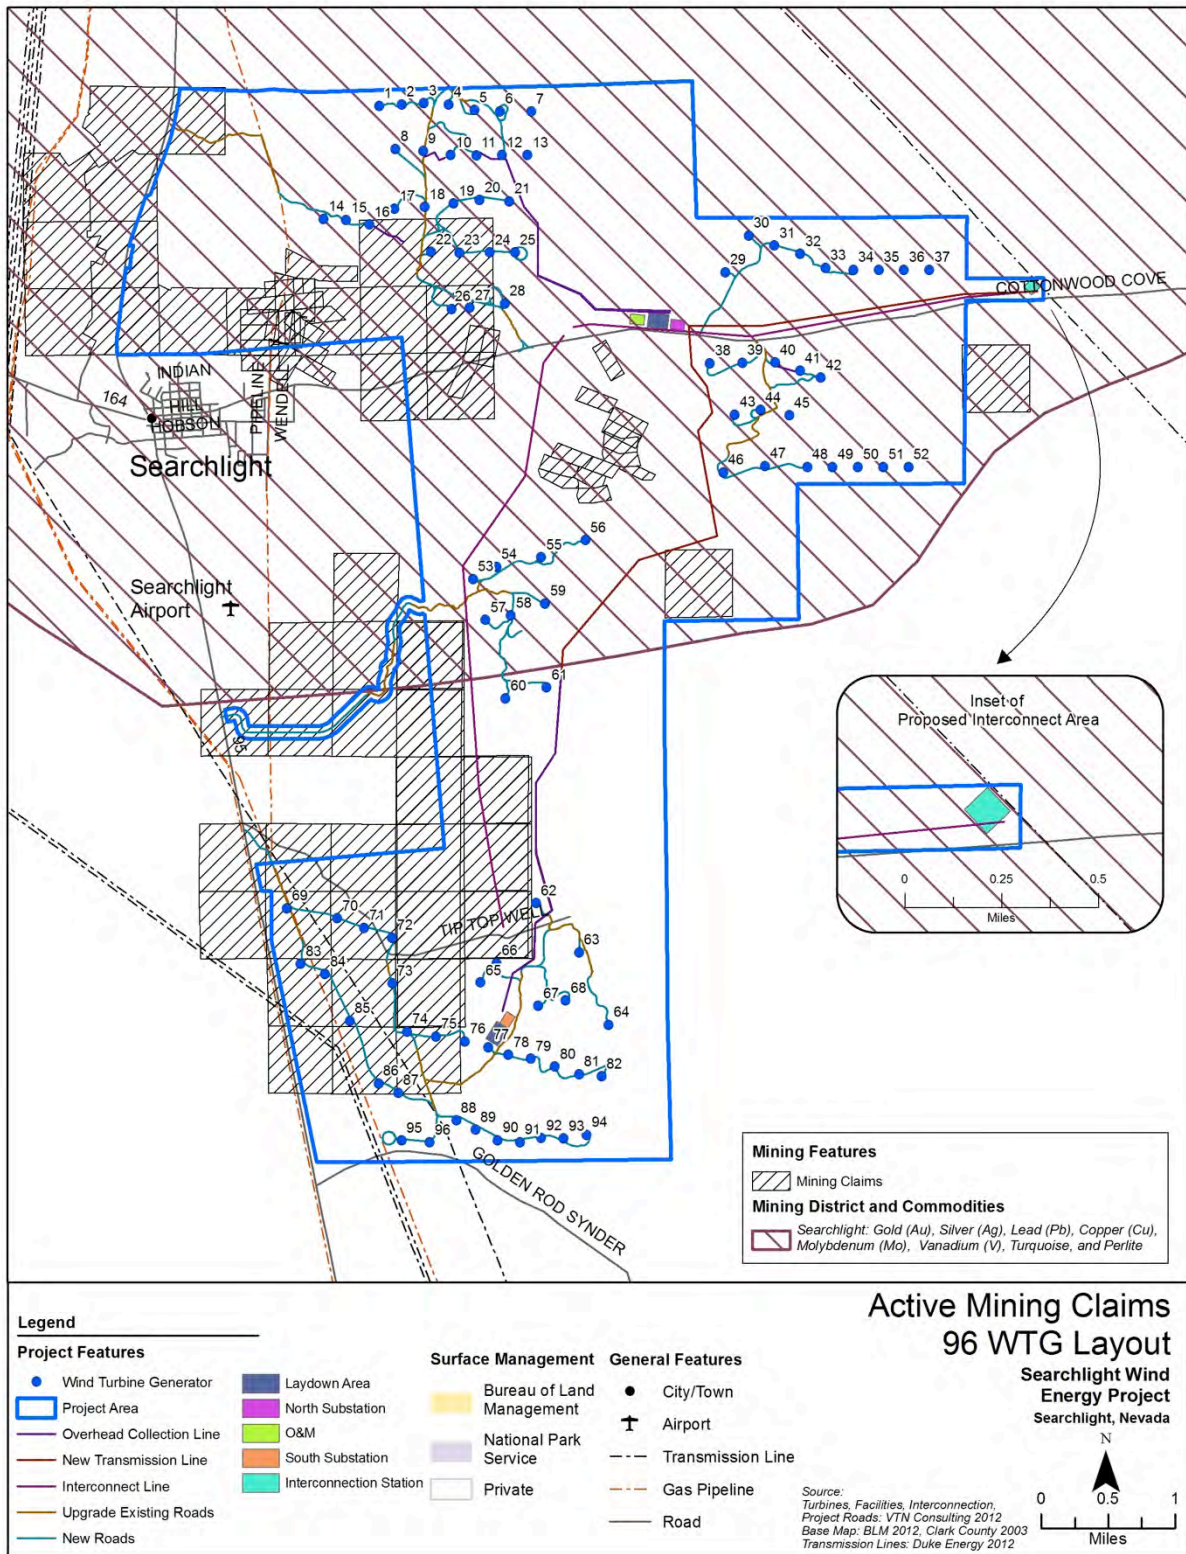 1 2 3 4 5 6 7
8 9 10 11 12 13
14 15 16 17 18 19 20 21
22 23 24 25
26 27 28
29 30 31 32 33 34 35 36 37
COTTONWOOD COVE
38 39 40 41 42
43 44 45
46 47 48 49 50 51 52
INDIAN
164
HILL
HOBSON
PIPELINE
WENDEL
Searchlight
53 54 55 56
57 58 59
60 61
Searchlight
Airport
95
Inset of
Proposed Interconnect Area
0 0.25 0.5
Miles
62
TIP TOP WELL
63 64
65 66 67 68
69 70 71 72
73
74 75 76 77 78 79 80 81 82
83 84
85
86 87
88 89 90 91 92 93 94
95 96
GOLDEN ROD SYNDER
Mining Features
Mining Claims
Mining District and Commodities
Searchlight: Gold (Au), Silver (Ag), Lead (Pb), Copper (Cu),
Molybdenum (Mo), Vanadium (V), Turquoise, and Perlite
Legend
Project Features
Wind Turbine Generator
Project Area
Overhead Collection Line
New Transmission Line
Interconnect Line
Upgrade Existing Roads
New Roads
Laydown Area
North Substation
O&M
South Substation
Interconnection Station
Surface Management
Bureau of Land
Management
National Park
Service
Private
General Features
City/Town
Airport
Transmission Line
Gas Pipeline
Road
Active Mining Claims
96 WTG Layout
Searchlight Wind
Energy Project
Searchlight, Nevada
N
0 0.5 1
Miles
Source:
Turbines, Facilities, Interconnection,
Project Roads: VTN Consulting 2012
Base Map: BLM 2012, Clark County 2003
Transmission Lines: Duke Energy 2012